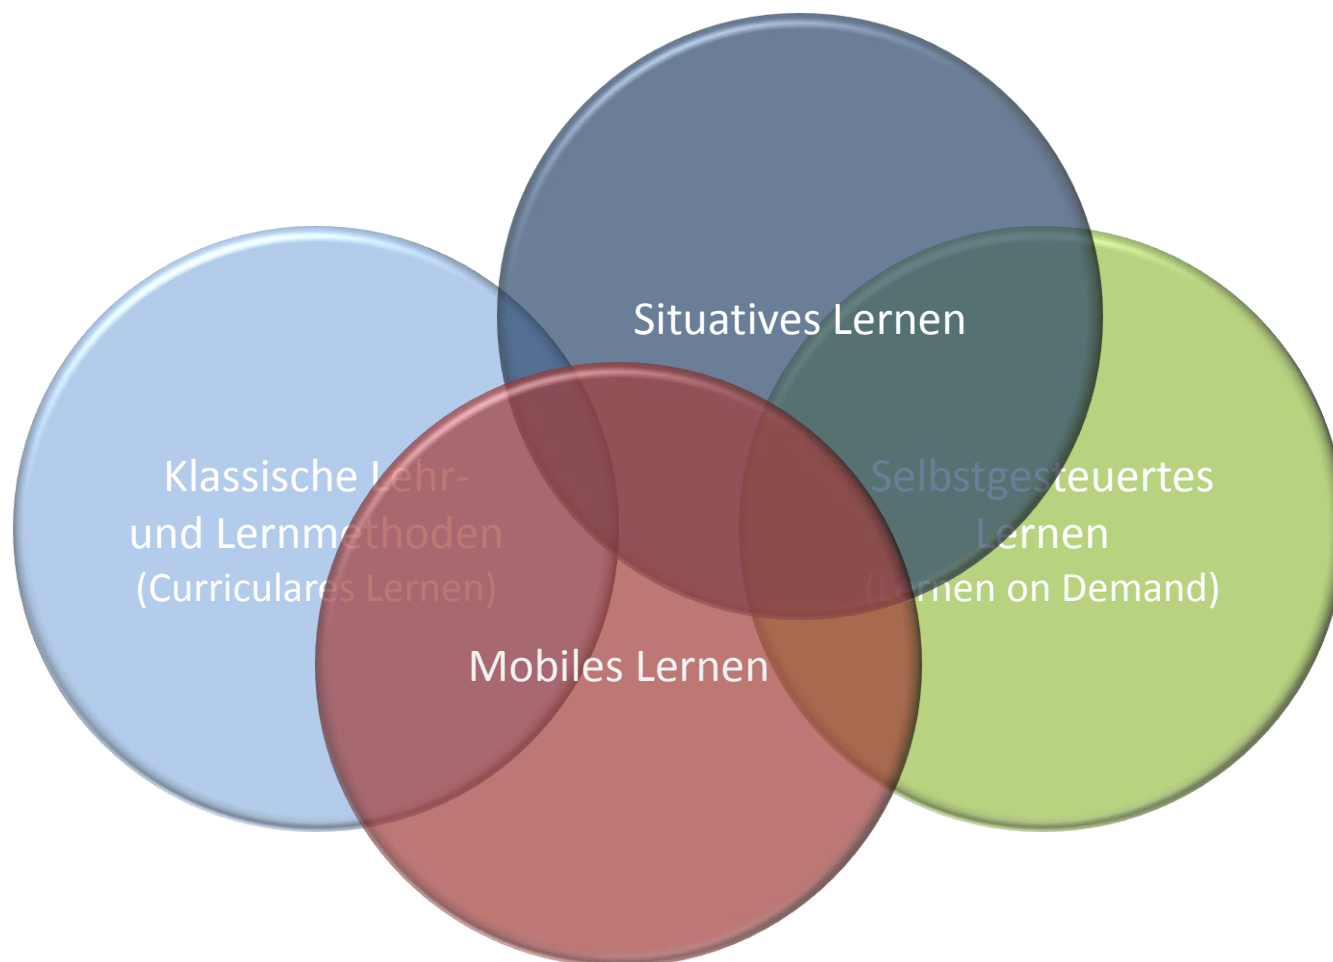 Situatives Lernen
Klassische Lehr-
und Lernmethoden
(Curriculares Lernen)
Selbstgesteuertes
Lernen
(Lernen on Demand)
Mobiles Lernen